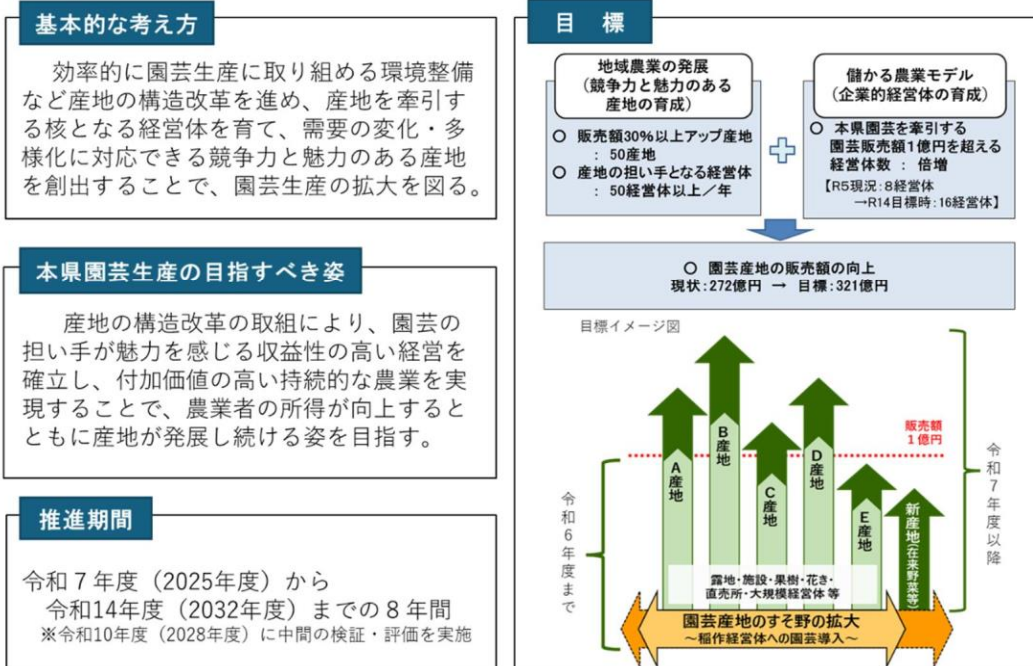 基本的な考え方
効率的に園芸生産に取り組める環境整備
など産地の構造改革を進め、産地を牽引す
る核となる経営体を育て、需要の変化・多
様化に対応できる競争力と魅力のある産地
を創出することで、園芸生産の拡大を図る。
本県園芸生産の目指すべき姿
産地の構造改革の取組により、園芸の
担い手が魅力を感じる収益性の高い経営を
確立し、付加価値の高い持続的な農業を実
現することで、農業者の所得が向上すると
ともに産地が発展し続ける姿を目指す。
推進期間
令和７年度（2025年度）から
令和14年度（2032年度）までの８年間
※令和10年度（2028年度）に中間の検証・評価を実施
目 標
地域農業の発展
（競争力と魅力のある
産地の育成）
○ 販売額30%以上アップ産地
：50産地
○ 産地の担い手となる経営体
：50経営体以上／年
儲かる農業モデル
（企業的経営体の育成）
○ 本県園芸を牽引する
園芸販売額１億円を超える
経営体数 ： 倍増
【R5現況：8経営体
→R14目標時：16経営体】
○ 園芸産地の販売額の向上
現状：272億円 → 目標：321億円
目標イメージ図
販売額
１億円
令和６年度まで
令和７年度以降
A産地
B産地
C産地
D産地
E産地
新産地（在来野菜等）
露地・施設・果樹・花き・
直売所・大規模経営体 等
園芸産地のすそ野の拡大
～稲作経営体への園芸導入～